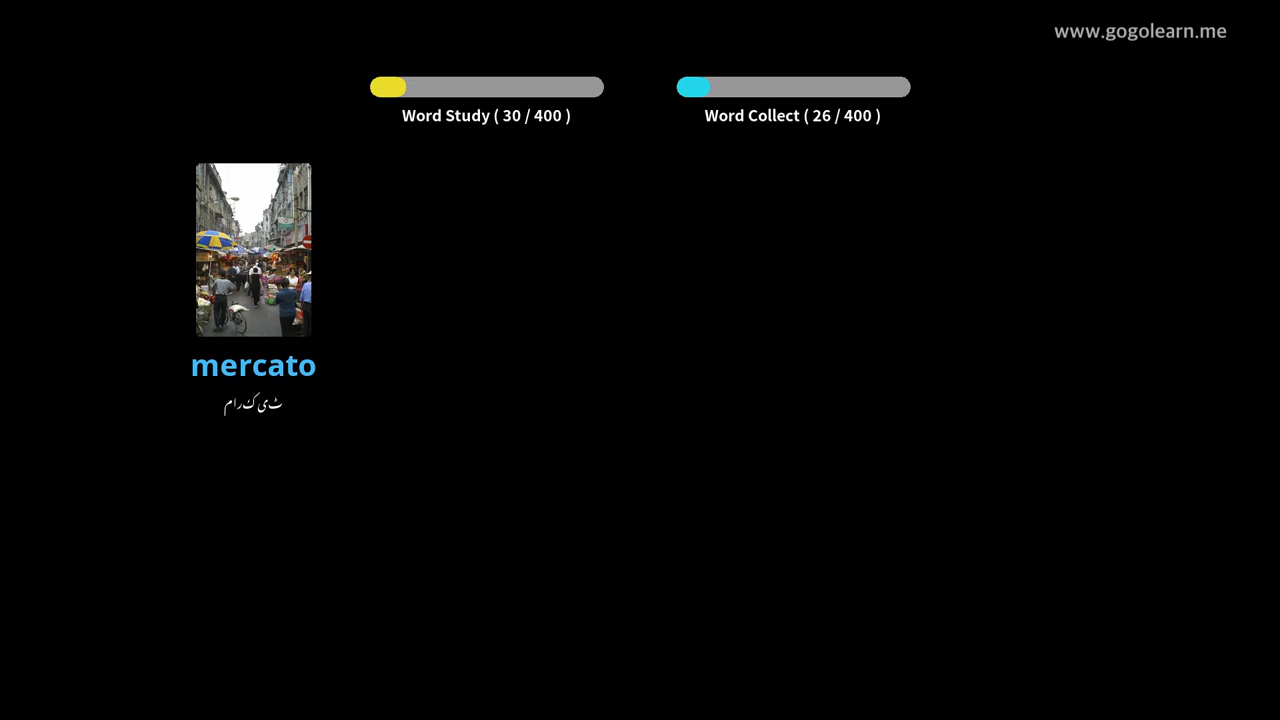 www.gogolearn.me
Word Study ( 30 / 400 )
Word Collect ( 26 / 400 )
mercato
مارکیٹ